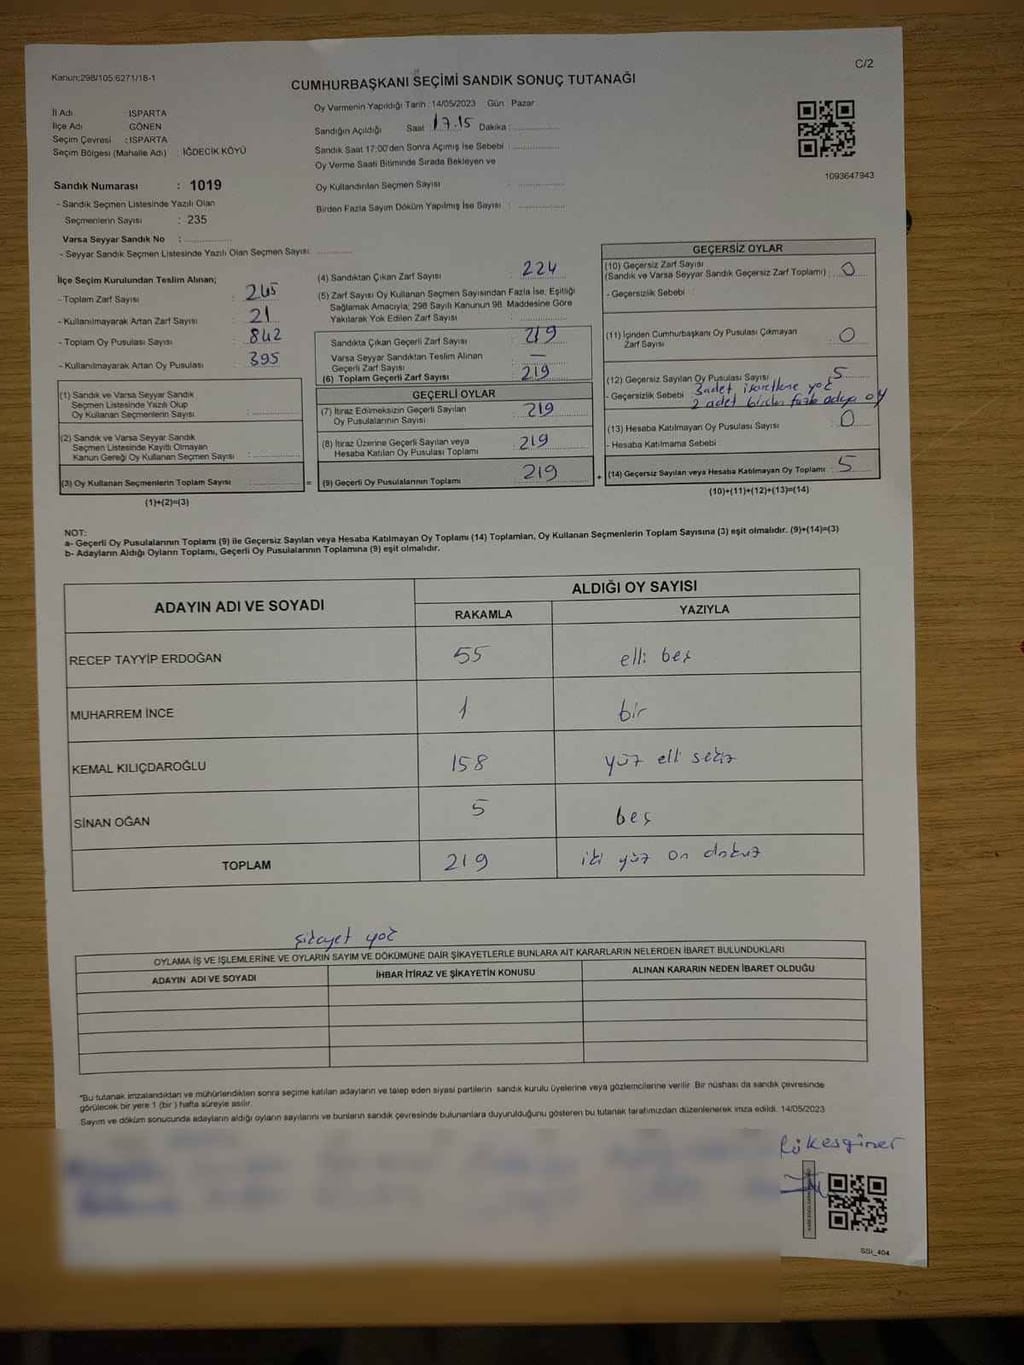 Kanun:298/105:6271/18-1
C/2
CUMHURBAŞKANI SEÇİMİ SANDIK SONUÇ TUTANAĞI
İl Adı ISPARTA
İlçe Adı GÖNEN
Seçim Çevresi : ISPARTA
Seçim Bölgesi (Mahalle Adı) : İĞDECİK KÖYÜ
Oy Vermenin Yapıldığı Tarih : 14/05/2023 Gün : Pazar
Sandığın Açıldığı Saat : 17.15 Dakika :
Sandık Saat 17:00'den Sonra Açılmış İse Sebebi :
Oy Verme Saati Bitiminde Sırada Bekleyen ve
Oy Kullandırılan Seçmen Sayısı :
Birden Fazla Sayım Döküm Yapılmış İse Sayısı :
1093647943
Sandık Numarası : 1019
- Sandık Seçmen Listesinde Yazılı Olan
Seçmenlerin Sayısı : 235
Varsa Seyyar Sandık No :
- Seyyar Sandık Seçmen Listesinde Yazılı Olan Seçmen Sayısı:
İlçe Seçim Kurulundan Teslim Alınan;
- Toplam Zarf Sayısı : 245
- Kullanılmayarak Artan Zarf Sayısı : 21
- Toplam Oy Pusulası Sayısı : 842
- Kullanılmayarak Artan Oy Pusulası : 395
(1) Sandık ve Varsa Seyyar Sandık
Seçmen Listesinde Yazılı Olup
Oy Kullanan Seçmenlerin Sayısı :
(2) Sandık ve Varsa Seyyar Sandık
Seçmen Listesinde Kayıtlı Olmayan
Kanun Gereği Oy Kullanan Seçmen Sayısı :
(3) Oy Kullanan Seçmenlerin Toplam Sayısı :
(1)+(2)=(3)
(4) Sandıktan Çıkan Zarf Sayısı : 224
(5) Zarf Sayısı Oy Kullanan Seçmen Sayısından Fazla İse, Eşitliği
Sağlamak Amacıyla; 298 Sayılı Kanunun 98. Maddesine Göre
Yakılarak Yok Edilen Zarf Sayısı :
Sandıkta Çıkan Geçerli Zarf Sayısı : 219
Varsa Seyyar Sandıktan Teslim Alınan
Geçerli Zarf Sayısı : —
(6) Toplam Geçerli Zarf Sayısı : 219
GEÇERLİ OYLAR
(7) İtiraz Edilmeksizin Geçerli Sayılan
Oy Pusulasının Sayısı : 219
(8) İtiraz Üzerine Geçerli Sayılan veya
Hesaba Katılan Oy Pusulası Toplamı : 219
= (9) Geçerli Oy Pusulalarının Toplamı : 219 +
GEÇERSİZ OYLAR
(10) Geçersiz Zarf Sayısı
(Sandık ve Varsa Seyyar Sandık Geçersiz Zarf Toplamı) : 0
- Geçersizlik Sebebi :
(11) İçinden Cumhurbaşkanı Oy Pusulası Çıkmayan
Zarf Sayısı : 0
(12) Geçersiz Sayılan Oy Pusulası Sayısı : 5
- Geçersizlik Sebebi 3 adet işaretleme yok
2 adet birden fazla adaya oy
(13) Hesaba Katılmayan Oy Pusulası Sayısı : 0
- Hesaba Katılmama Sebebi
(14) Geçersiz Sayılan veya Hesaba Katılmayan Oy Toplamı : 5
(10)+(11)+(12)+(13)=(14)
NOT:
a- Geçerli Oy Pusulalarının Toplamı (9) ile Geçersiz Sayılan veya Hesaba Katılmayan Oy Toplamı (14) Toplamları, Oy Kullanan Seçmenlerin Toplam Sayısına (3) eşit olmalıdır. (9)+(14)=(3)
b- Adayların Aldığı Oyların Toplamı, Geçerli Oy Pusulalarının Toplamına (9) eşit olmalıdır.
ADAYIN ADI VE SOYADI ALDIĞI OY SAYISI
RAKAMLA YAZIYLA
RECEP TAYYİP ERDOĞAN 55 elli beş
MUHARREM İNCE 1 bir
KEMAL KILIÇDAROĞLU 158 yüz elli sekiz
SİNAN OĞAN 5 beş
TOPLAM 219 iki yüz on dokuz
şikayet yok
OYLAMA İŞ VE İŞLEMLERİNE VE OYLARIN SAYIM VE DÖKÜMÜNE DAİR ŞİKAYETLERLE BUNLARA AİT KARARLARIN NELERDEN İBARET BULUNDUKLARI
ADAYIN ADI VE SOYADI İHBAR İTİRAZ VE ŞİKAYETİN KONUSU ALINAN KARARIN NEDEN İBARET OLDUĞU
*Bu tutanak imzalandıktan ve mühürlendikten sonra seçime katılan adayların ve talep eden siyasi partilerin sandık kurulu üyelerine veya gözlemcilerine verilir. Bir nüshası da sandık çevresinde
görülecek bir yere 1 (bir) hafta süreyle asılır.
Sayım ve döküm sonucunda adayların aldığı oyların sayılarını ve bunların sandık çevresinde bulunanlara duyurulduğunu gösteren bu tutanak tarafımızdan düzenlenerek imza edildi. 14/05/2023
SSI_404